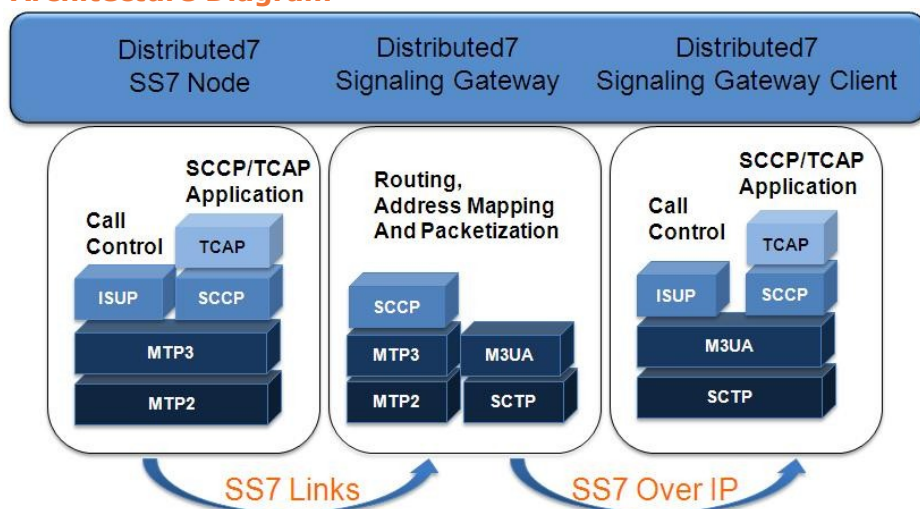 Architecture Diagram
Distributed7
SS7 Node
Distributed7
Signaling Gateway
Distributed7
Signaling Gateway Client
SCCP/TCAP
Application
Call
Control
TCAP
ISUP
SCCP
MTP3
MTP2
Routing,
Address Mapping
And Packetization
SCCP
MTP3
M3UA
MTP2
SCTP
SCCP/TCAP
Application
Call
Control
TCAP
ISUP
SCCP
M3UA
SCTP
SS7 Links
SS7 Over IP